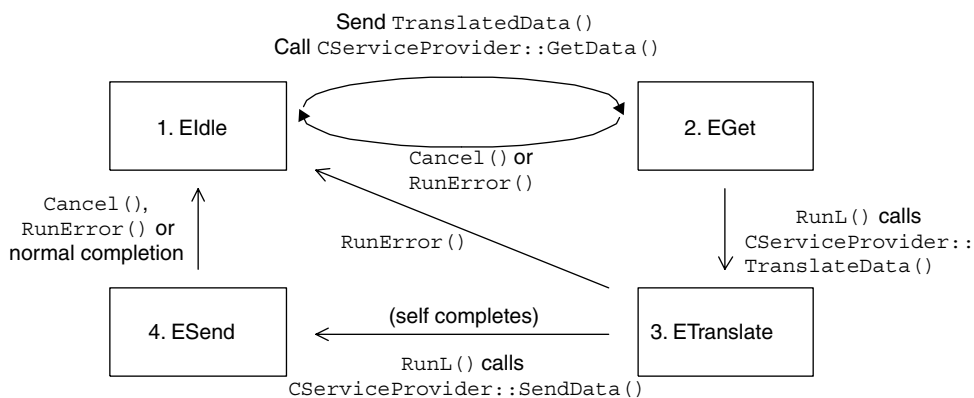 Send TranslatedData()
Call CServiceProvider::GetData()
1. EIdle
2. EGet
Cancel() or
RunError()
Cancel(),
RunError() or
normal completion
RunError()
RunL() calls
CServiceProvider::
TranslateData()
(self completes)
4. ESend
3. ETranslate
RunL() calls
CServiceProvider::SendData()